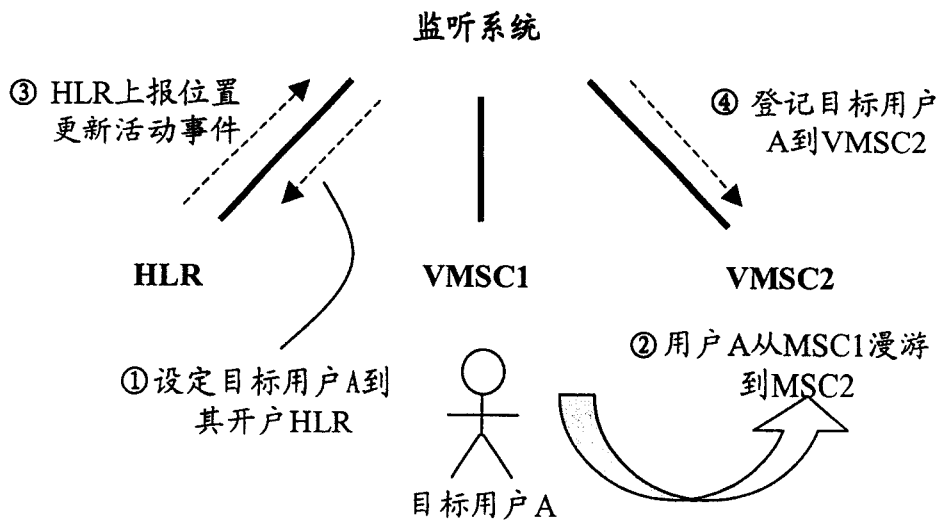 监听系统
③ HLR上报位置
更新活动事件
④ 登记目标用户
A到VMSC2
HLR
VMSC1
VMSC2
①设定目标用户A到
其开户HLR
②用户A从MSC1漫游
到MSC2
目标用户A